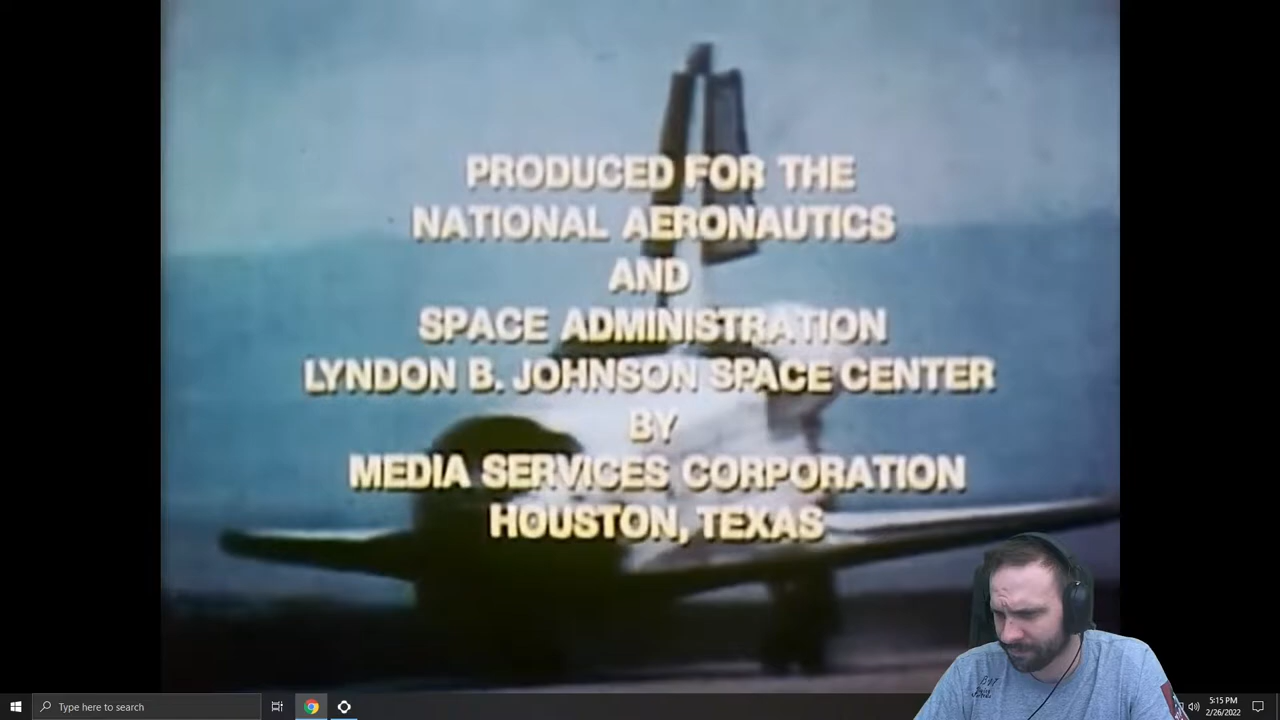 PRODUCED FOR THE
NATIONAL AERONAUTICS
AND
SPACE ADMINISTRATION
LYNDON B. JOHNSON SPACE CENTER
BY
MEDIA SERVICES CORPORATION
HOUSTON, TEXAS
Type here to search
5:15 PM
2/26/2022